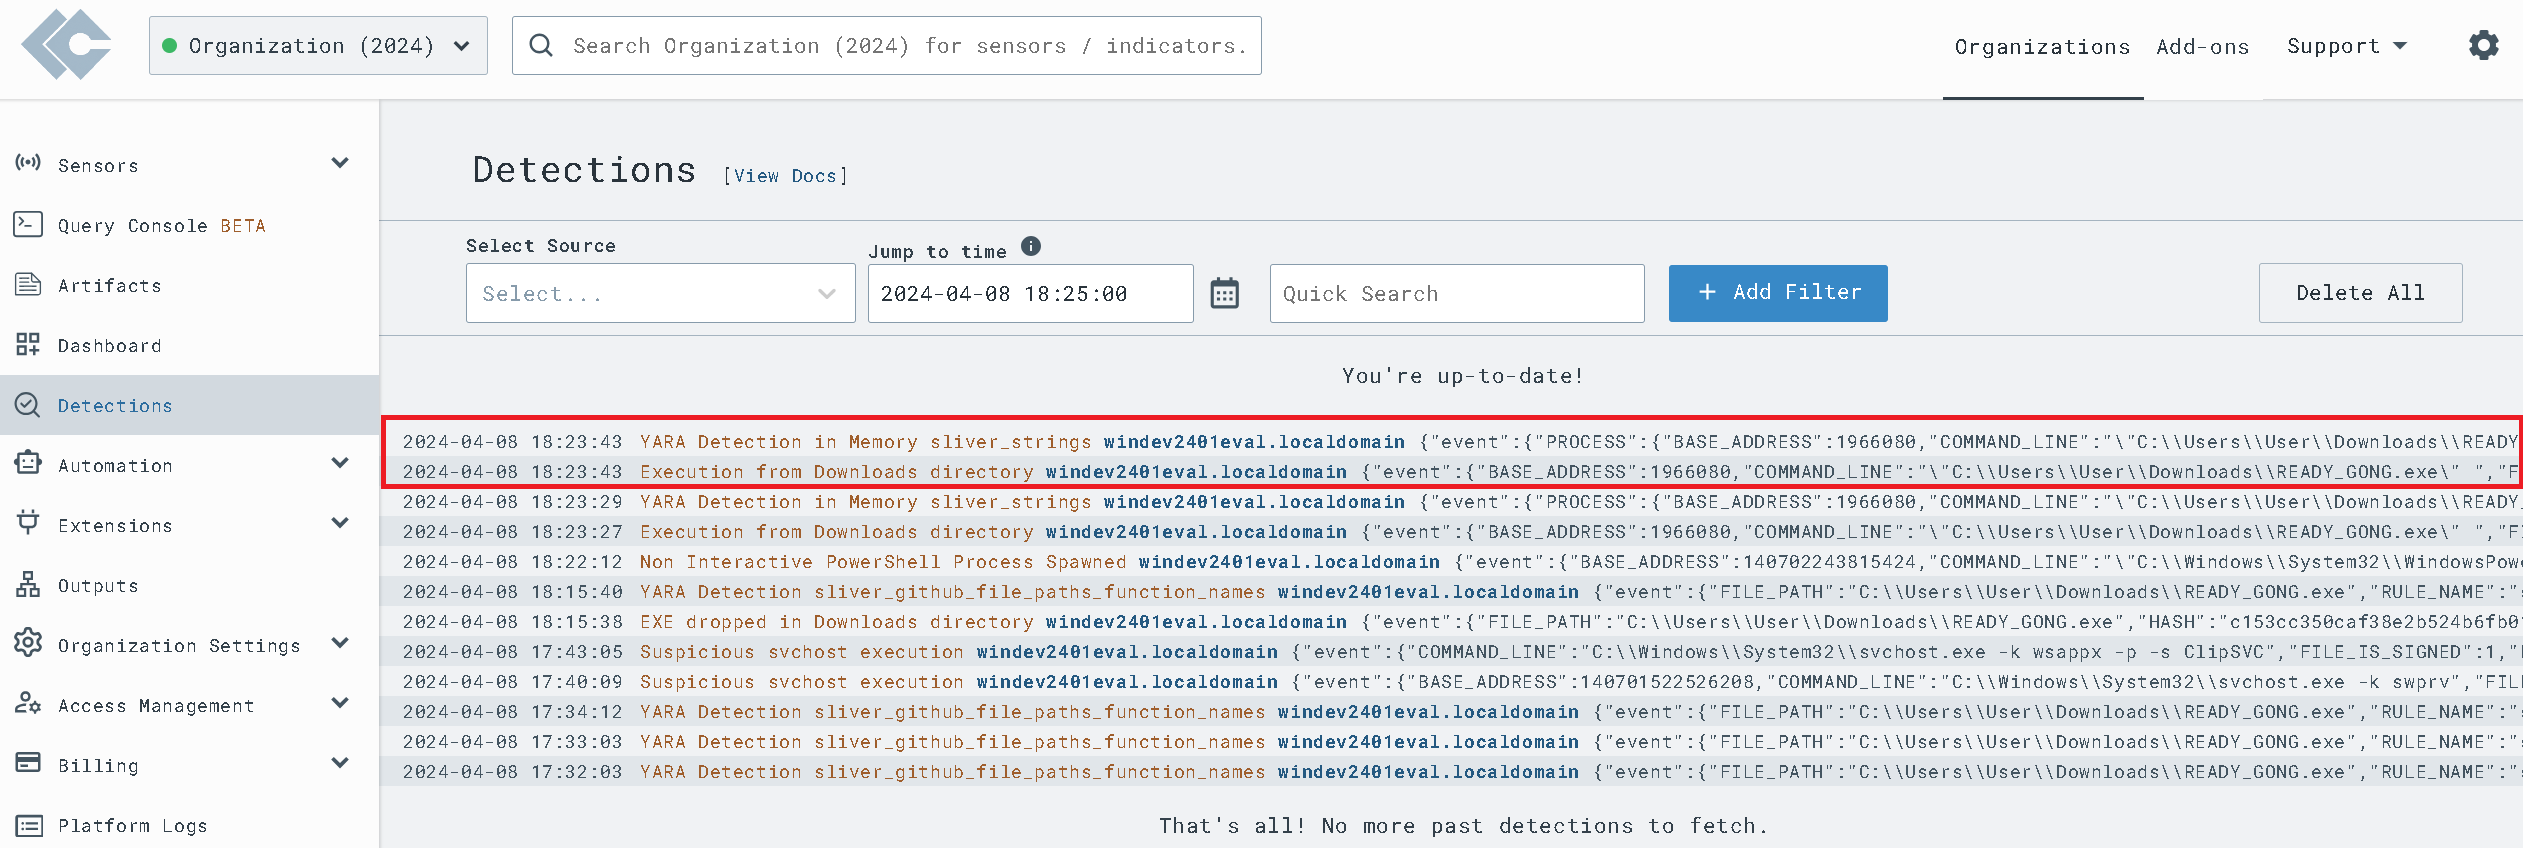 Organization (2024)
Search Organization (2024) for sensors / indicators.
Organizations
Add-ons
Support
Sensors
Query Console BETA
Artifacts
Dashboard
Detections
Automation
Extensions
Outputs
Organization Settings
Access Management
Billing
Platform Logs
Detections [View Docs]
Select Source
Select...
Jump to time
2024-04-08 18:25:00
Quick Search
+ Add Filter
Delete All
You're up-to-date!
2024-04-08 18:23:43 YARA Detection in Memory sliver_strings windev2401eval.localdomain {"event":{"PROCESS":{"BASE_ADDRESS":1966080,"COMMAND_LINE":"\"C:\\Users\\User\\Downloads\\READY
2024-04-08 18:23:43 Execution from Downloads directory windev2401eval.localdomain {"event":{"BASE_ADDRESS":1966080,"COMMAND_LINE":"\"C:\\Users\\User\\Downloads\\READY_GONG.exe\" ","F
2024-04-08 18:23:29 YARA Detection in Memory sliver_strings windev2401eval.localdomain {"event":{"PROCESS":{"BASE_ADDRESS":1966080,"COMMAND_LINE":"\"C:\\Users\\User\\Downloads\\READY_
2024-04-08 18:23:27 Execution from Downloads directory windev2401eval.localdomain {"event":{"BASE_ADDRESS":1966080,"COMMAND_LINE":"\"C:\\Users\\User\\Downloads\\READY_GONG.exe\" ","F
2024-04-08 18:22:12 Non Interactive PowerShell Process Spawned windev2401eval.localdomain {"event":{"BASE_ADDRESS":140702243815424,"COMMAND_LINE":"\"C:\\Windows\\System32\\WindowsPow
2024-04-08 18:15:40 YARA Detection sliver_github_file_paths_function_names windev2401eval.localdomain {"event":{"FILE_PATH":"C:\\Users\\User\\Downloads\\READY_GONG.exe","RULE_NAME":"
2024-04-08 18:15:38 EXE dropped in Downloads directory windev2401eval.localdomain {"event":{"FILE_PATH":"C:\\Users\\User\\Downloads\\READY_GONG.exe","HASH":"c153cc350caf38e2b524b6fb0
2024-04-08 17:43:05 Suspicious svchost execution windev2401eval.localdomain {"event":{"COMMAND_LINE":"C:\\Windows\\System32\\svchost.exe -k wsappx -p -s ClipSVC","FILE_IS_SIGNED":1,"
2024-04-08 17:40:09 Suspicious svchost execution windev2401eval.localdomain {"event":{"BASE_ADDRESS":140701522526208,"COMMAND_LINE":"C:\\Windows\\System32\\svchost.exe -k swprv","FIL
2024-04-08 17:34:12 YARA Detection sliver_github_file_paths_function_names windev2401eval.localdomain {"event":{"FILE_PATH":"C:\\Users\\User\\Downloads\\READY_GONG.exe","RULE_NAME":"
2024-04-08 17:33:03 YARA Detection sliver_github_file_paths_function_names windev2401eval.localdomain {"event":{"FILE_PATH":"C:\\Users\\User\\Downloads\\READY_GONG.exe","RULE_NAME":"
2024-04-08 17:32:03 YARA Detection sliver_github_file_paths_function_names windev2401eval.localdomain {"event":{"FILE_PATH":"C:\\Users\\User\\Downloads\\READY_GONG.exe","RULE_NAME":"
That's all! No more past detections to fetch.